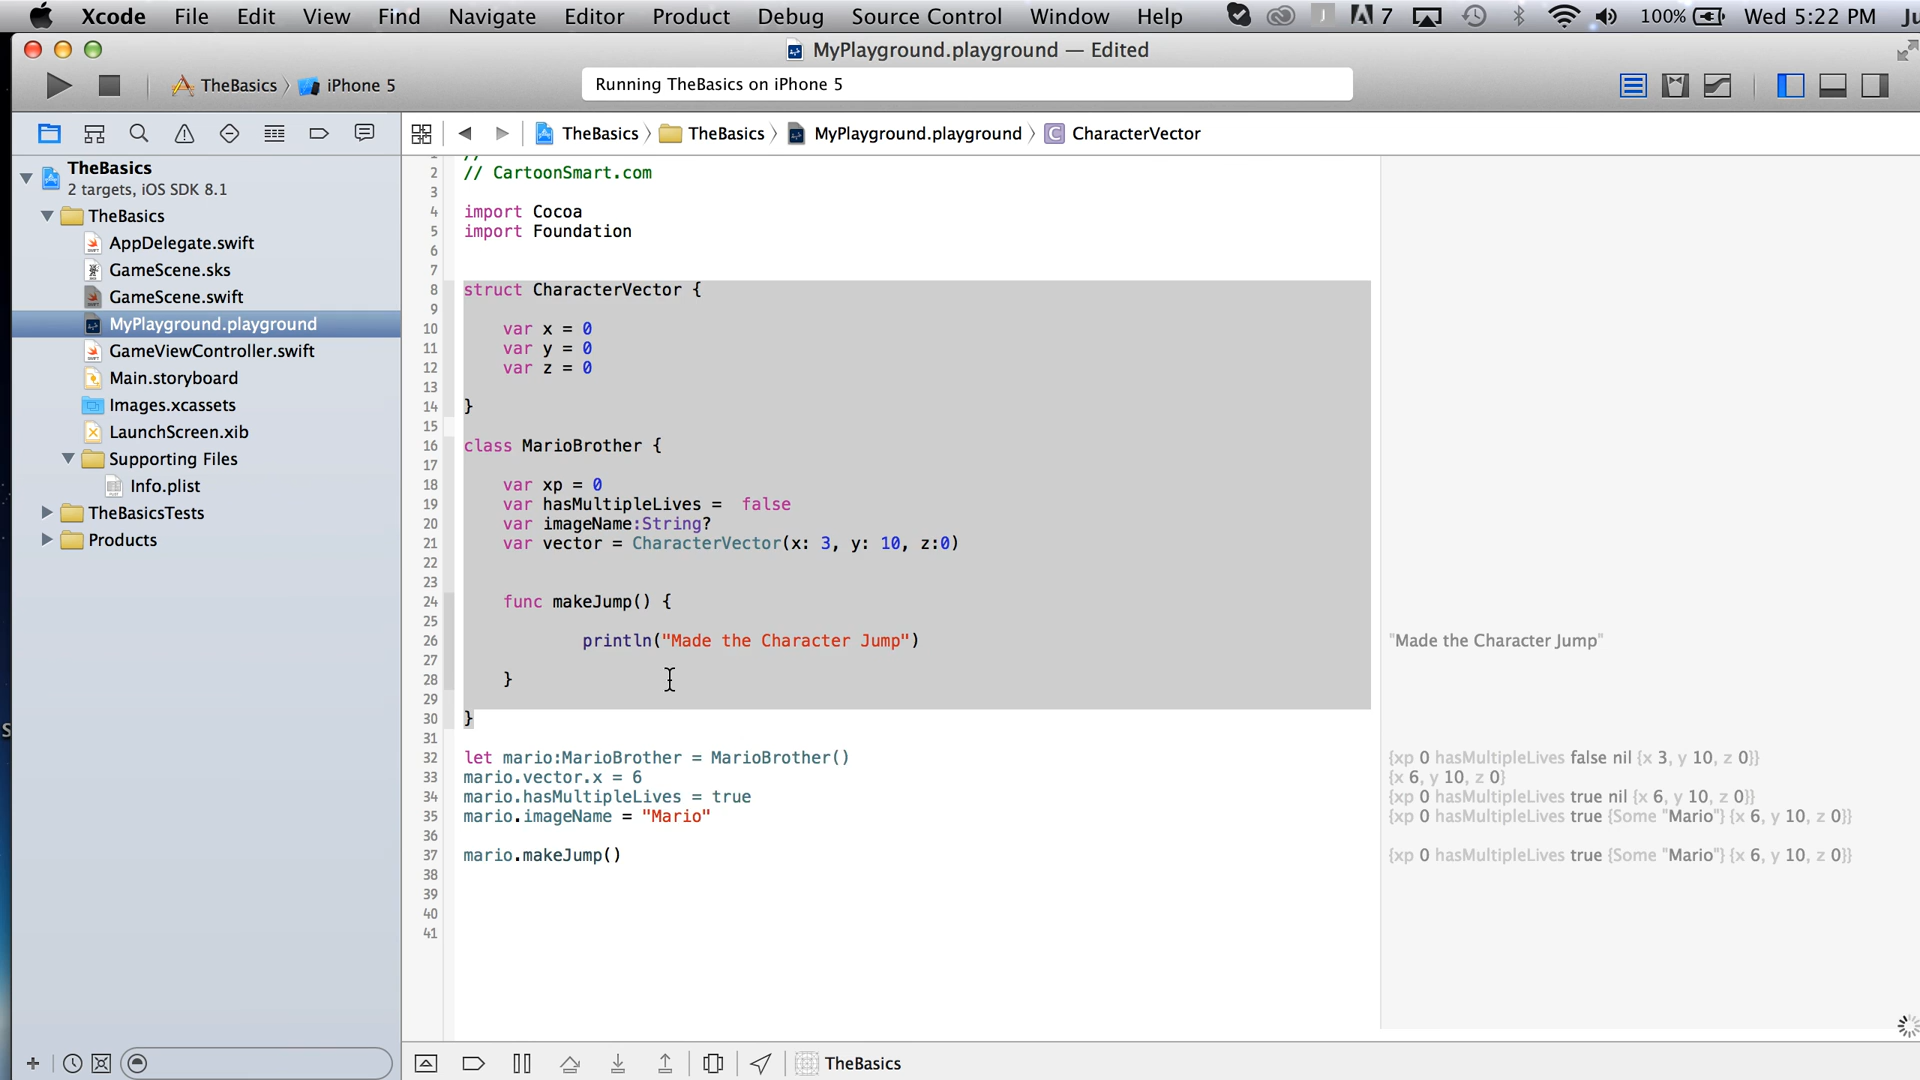 Xcode File Edit View Find Navigate Editor Product Debug Source Control Window Help 7 100% Wed 5:22 PM Ju
MyPlayground.playground — Edited
TheBasics iPhone 5
Running TheBasics on iPhone 5
TheBasics TheBasics MyPlayground.playground C CharacterVector
TheBasics
2 targets, iOS SDK 8.1
TheBasics
AppDelegate.swift
GameScene.sks
GameScene.swift
MyPlayground.playground
GameViewController.swift
Main.storyboard
Images.xcassets
LaunchScreen.xib
Supporting Files
Info.plist
TheBasicsTests
Products
1 //
2 // CartoonSmart.com
3
4 import Cocoa
5 import Foundation
6
7
8 struct CharacterVector {
9
10 var x = 0
11 var y = 0
12 var z = 0
13
14 }
15
16 class MarioBrother {
17
18 var xp = 0
19 var hasMultipleLives =  false
20 var imageName:String?
21 var vector = CharacterVector(x: 3, y: 10, z:0)
22
23
24 func makeJump() {
25
26 println("Made the Character Jump")
27
28 }
29
30 }
31
32 let mario:MarioBrother = MarioBrother()
33 mario.vector.x = 6
34 mario.hasMultipleLives = true
35 mario.imageName = "Mario"
36
37 mario.makeJump()
38
39
40
41
"Made the Character Jump"
{xp 0 hasMultipleLives false nil {x 3, y 10, z 0}}
{x 6, y 10, z 0}
{xp 0 hasMultipleLives true nil {x 6, y 10, z 0}}
{xp 0 hasMultipleLives true {Some "Mario"} {x 6, y 10, z 0}}
{xp 0 hasMultipleLives true {Some "Mario"} {x 6, y 10, z 0}}
TheBasics